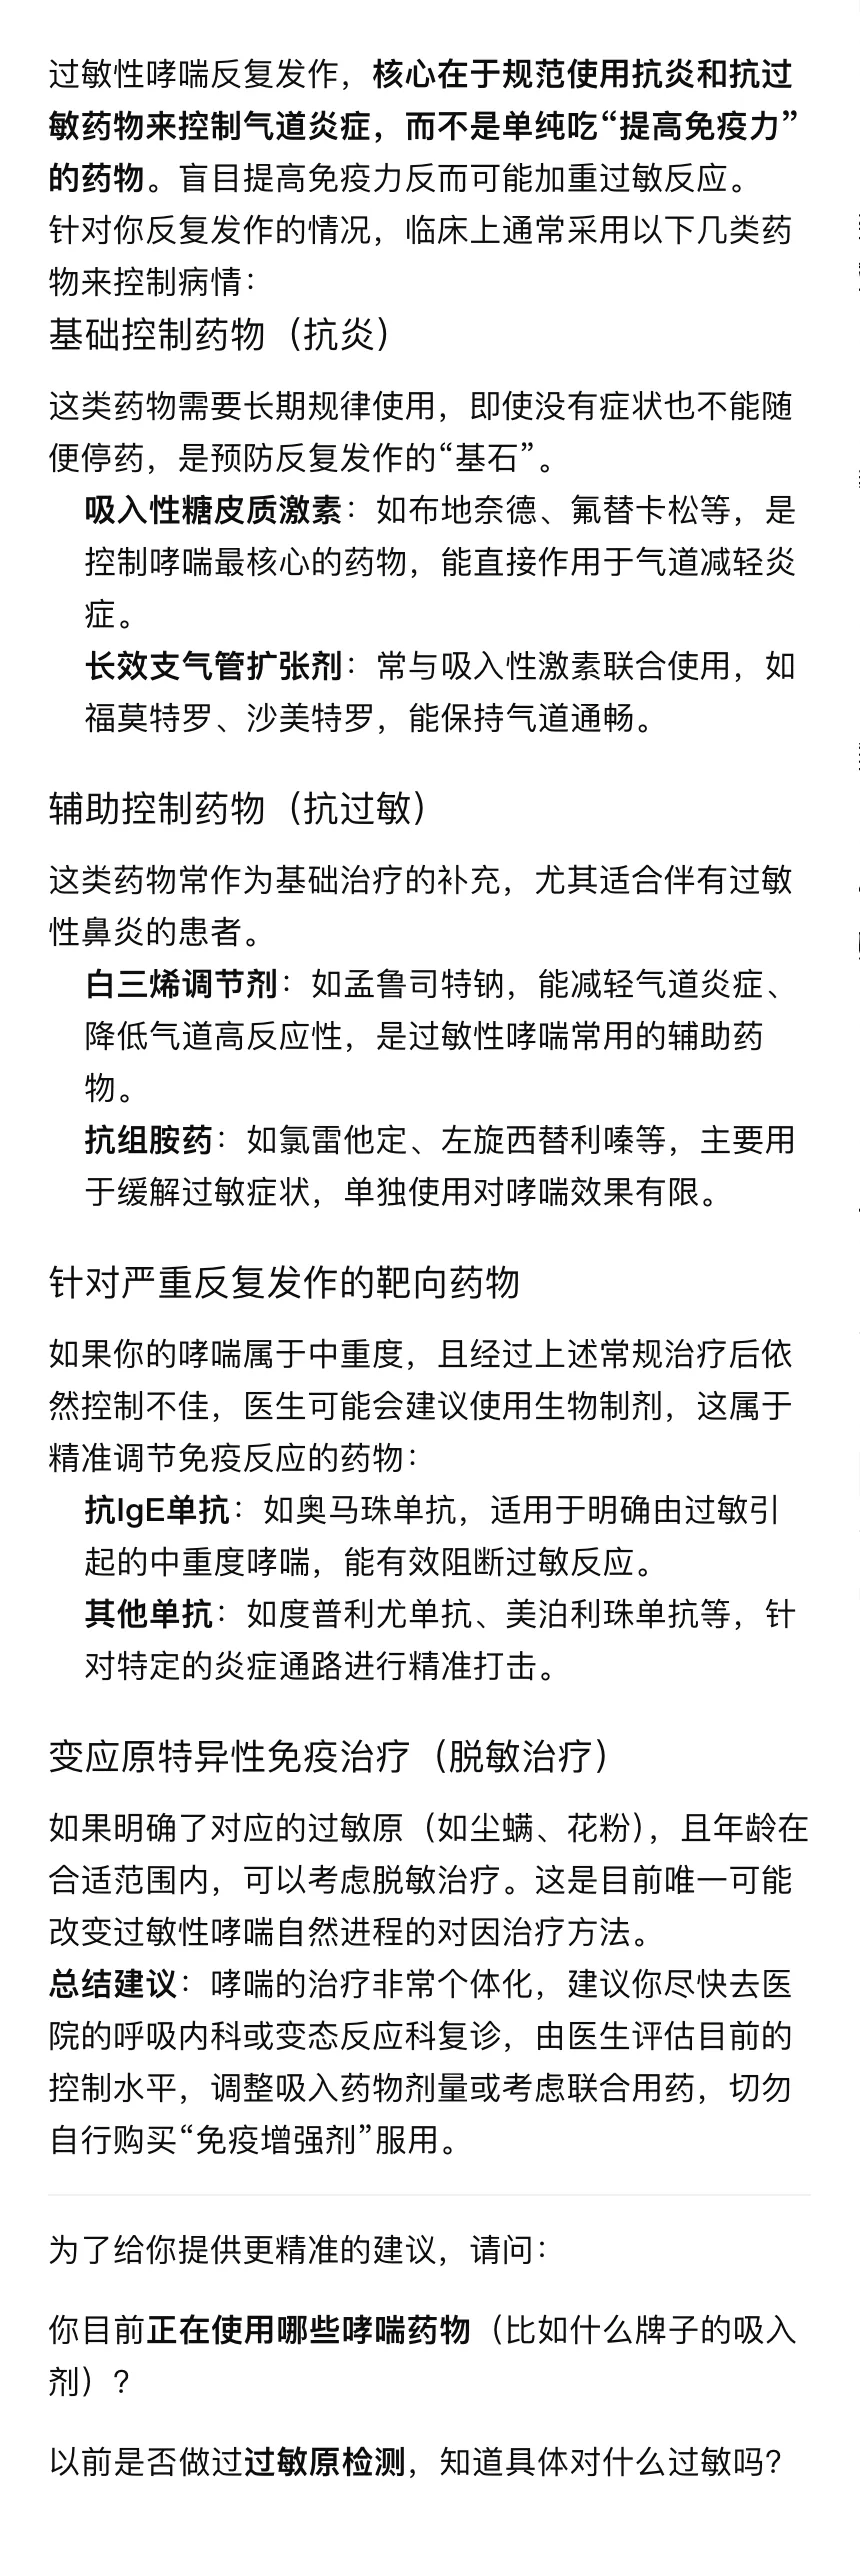 过敏性哮喘反复发作，核心在于规范使用抗炎和抗过
敏药物来控制气道炎症，而不是单纯吃“提高免疫力”
的药物。盲目提高免疫力反而可能加重过敏反应。
针对你反复发作的情况，临床上通常采用以下几类药
物来控制病情：
基础控制药物（抗炎）
这类药物需要长期规律使用，即使没有症状也不能随
便停药，是预防反复发作的“基石”。
吸入性糖皮质激素：如布地奈德、氟替卡松等，是
控制哮喘最核心的药物，能直接作用于气道减轻炎
症。
长效支气管扩张剂：常与吸入性激素联合使用，如
福莫特罗、沙美特罗，能保持气道通畅。
辅助控制药物（抗过敏）
这类药物常作为基础治疗的补充，尤其适合伴有过敏
性鼻炎的患者。
白三烯调节剂：如孟鲁司特钠，能减轻气道炎症、
降低气道高反应性，是过敏性哮喘常用的辅助药
物。
抗组胺药：如氯雷他定、左旋西替利嗪等，主要用
于缓解过敏症状，单独使用对哮喘效果有限。
针对严重反复发作的靶向药物
如果你的哮喘属于中重度，且经过上述常规治疗后依
然控制不佳，医生可能会建议使用生物制剂，这属于
精准调节免疫反应的药物：
抗IgE单抗：如奥马珠单抗，适用于明确由过敏引
起的中重度哮喘，能有效阻断过敏反应。
其他单抗：如度普利尤单抗、美泊利珠单抗等，针
对特定的炎症通路进行精准打击。
变应原特异性免疫治疗（脱敏治疗）
如果明确了对应的过敏原（如尘螨、花粉），且年龄在
合适范围内，可以考虑脱敏治疗。这是目前唯一可能
改变过敏性哮喘自然进程的对因治疗方法。
总结建议：哮喘的治疗非常个体化，建议你尽快去医
院的呼吸内科或变态反应科复诊，由医生评估目前的
控制水平，调整吸入药物剂量或考虑联合用药，切勿
自行购买“免疫增强剂”服用。
为了给你提供更精准的建议，请问：
你目前正在使用哪些哮喘药物（比如什么牌子的吸入
剂）？
以前是否做过过敏原检测，知道具体对什么过敏吗？